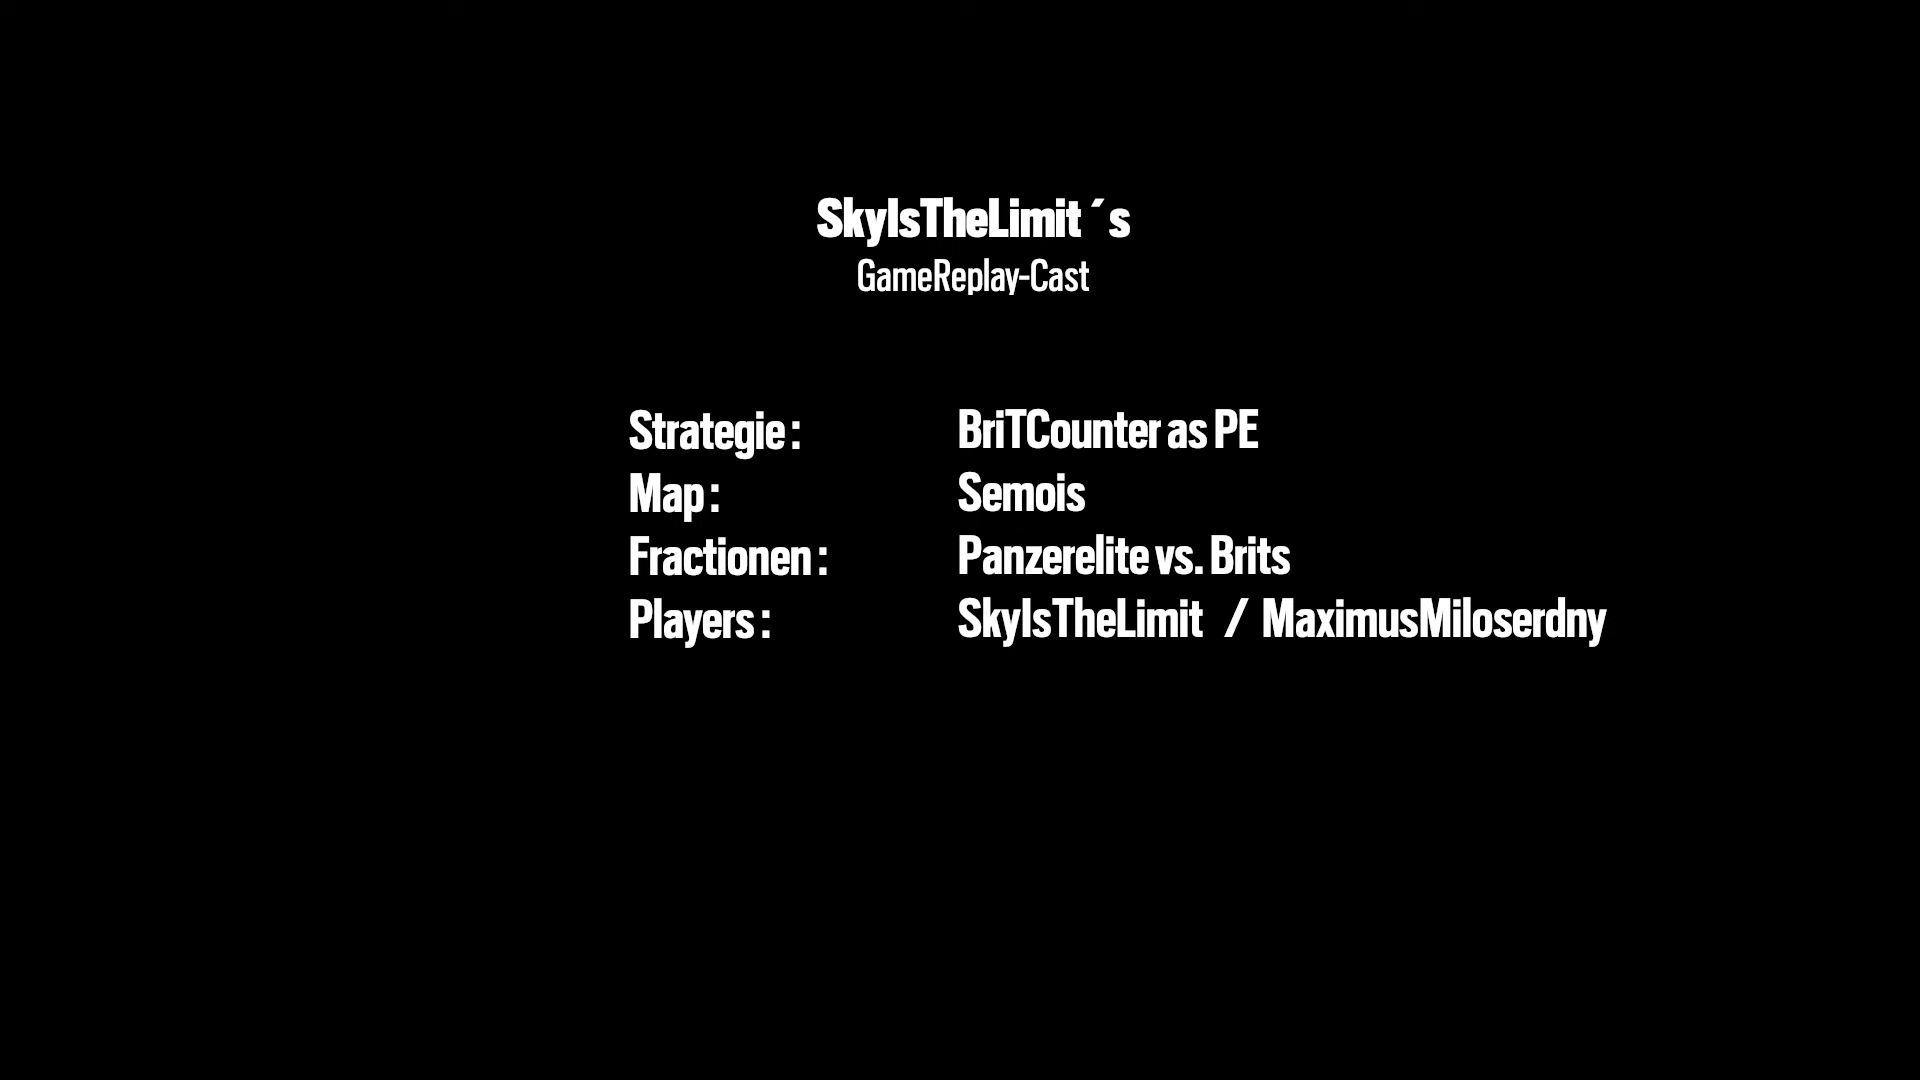 SkyIsTheLimit´s
GameReplay-Cast
Strategie: BriTCounter as PE
Map: Semois
Fractionen: Panzerelite vs. Brits
Players: SkyIsTheLimit / MaximusMiloserdny